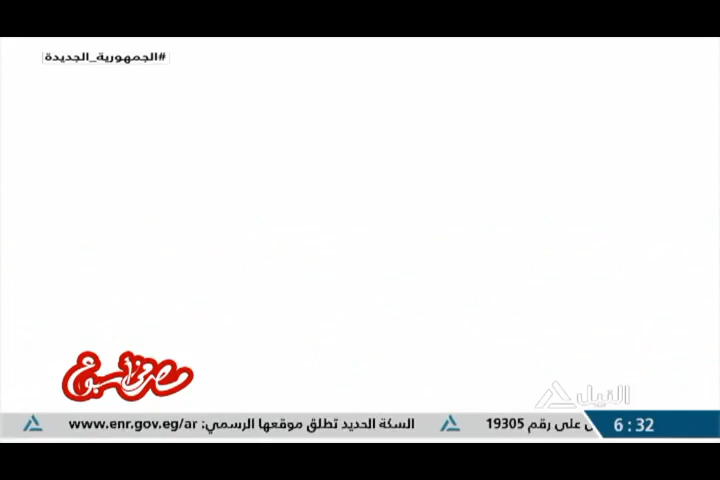 #الجمهورية_الجديدة
مصر في أسبوع
النيل
على رقم 19305 السكة الحديد تطلق موقعها الرسمي: www.enr.gov.eg/ar
6:32